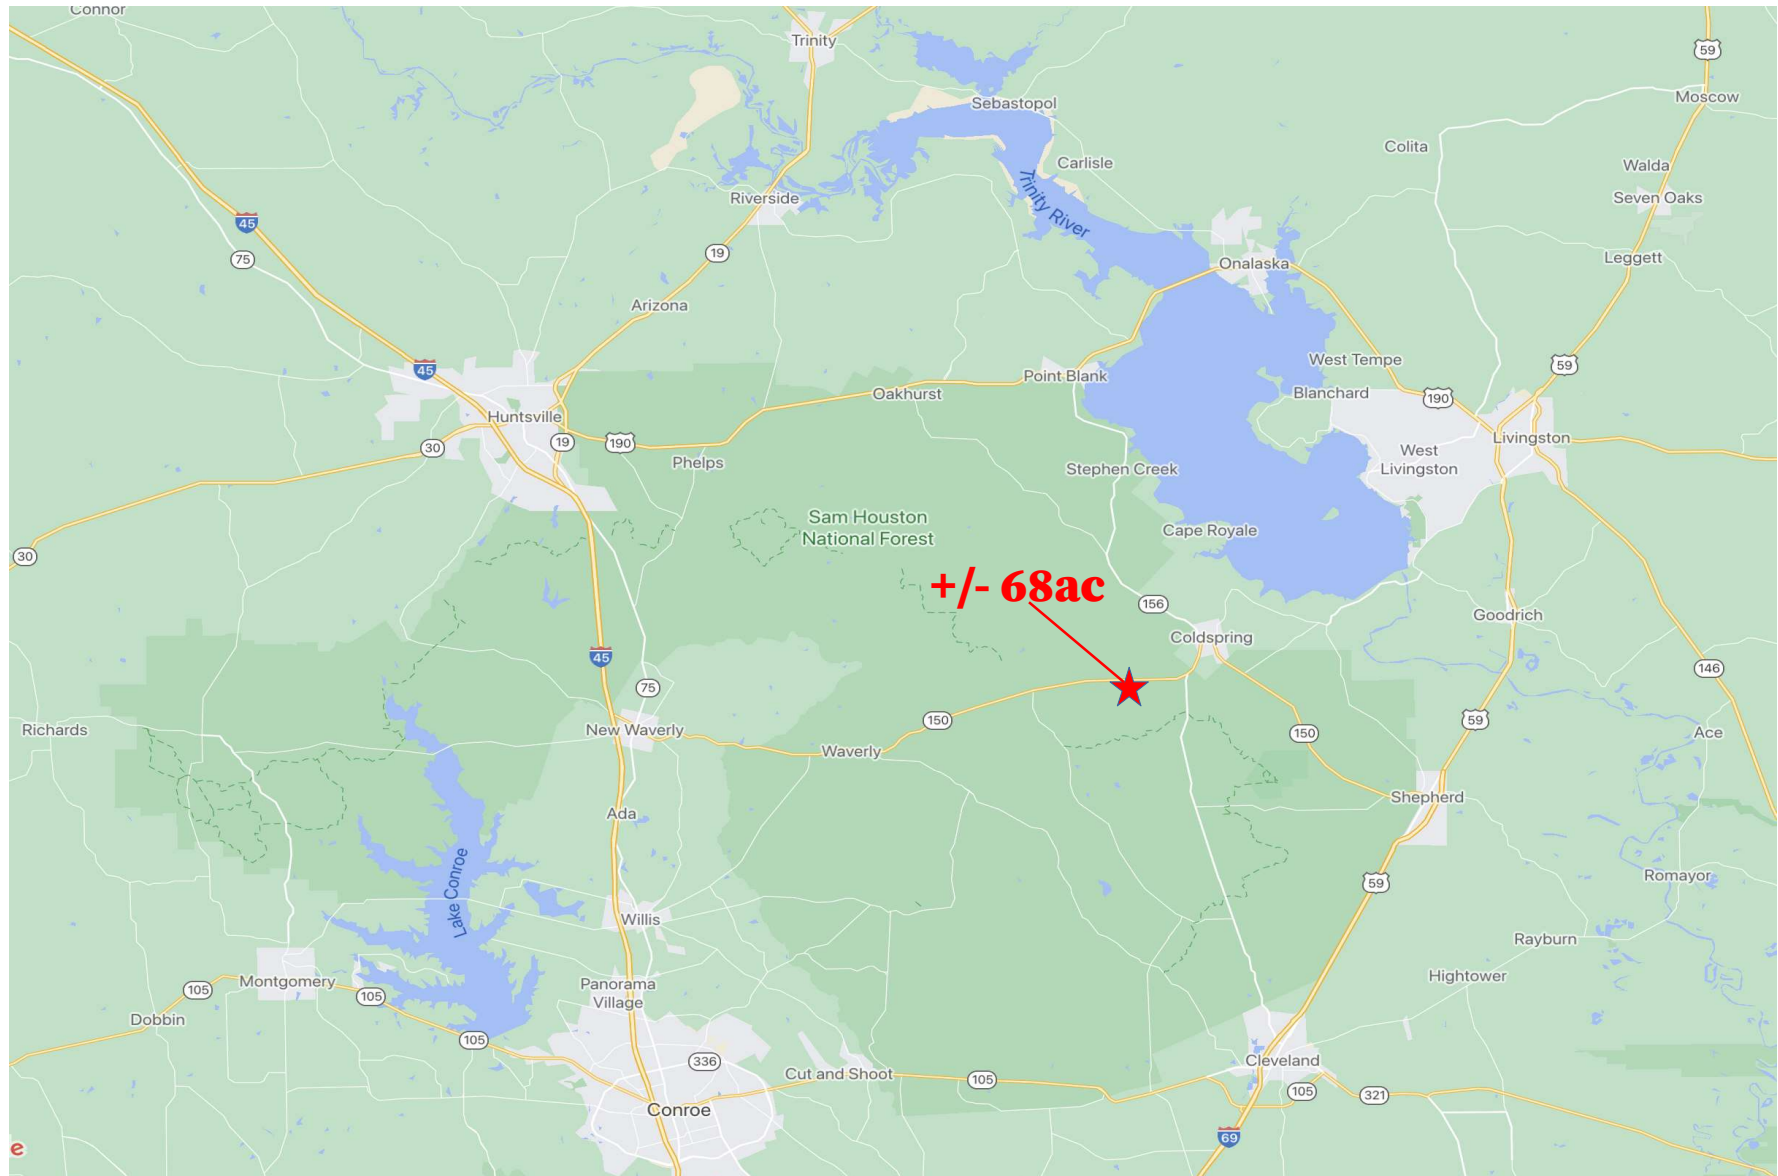 Connor
Trinity
59
Moscow
Sebastopol
Colita
Carlisle
Walda
Trinity River
Riverside
Seven Oaks
45
75
19
Onalaska
Leggett
Arizona
45
West Tempe
59
Point Blank
Oakhurst
Blanchard
190
Huntsville
30
19
190
Livingston
West
Livingston
Phelps
Stephen Creek
Sam Houston
National Forest
Cape Royale
30
+/- 68ac
156
Goodrich
Coldspring
45
146
75
150
59
Richards
New Waverly
150
Ace
Waverly
Shepherd
Ada
Lake Conroe
59
Romayor
Willis
Rayburn
Hightower
Montgomery
Panorama
Village
105
105
Dobbin
105
336
Cleveland
Cut and Shoot
105
105
321
Conroe
69
e